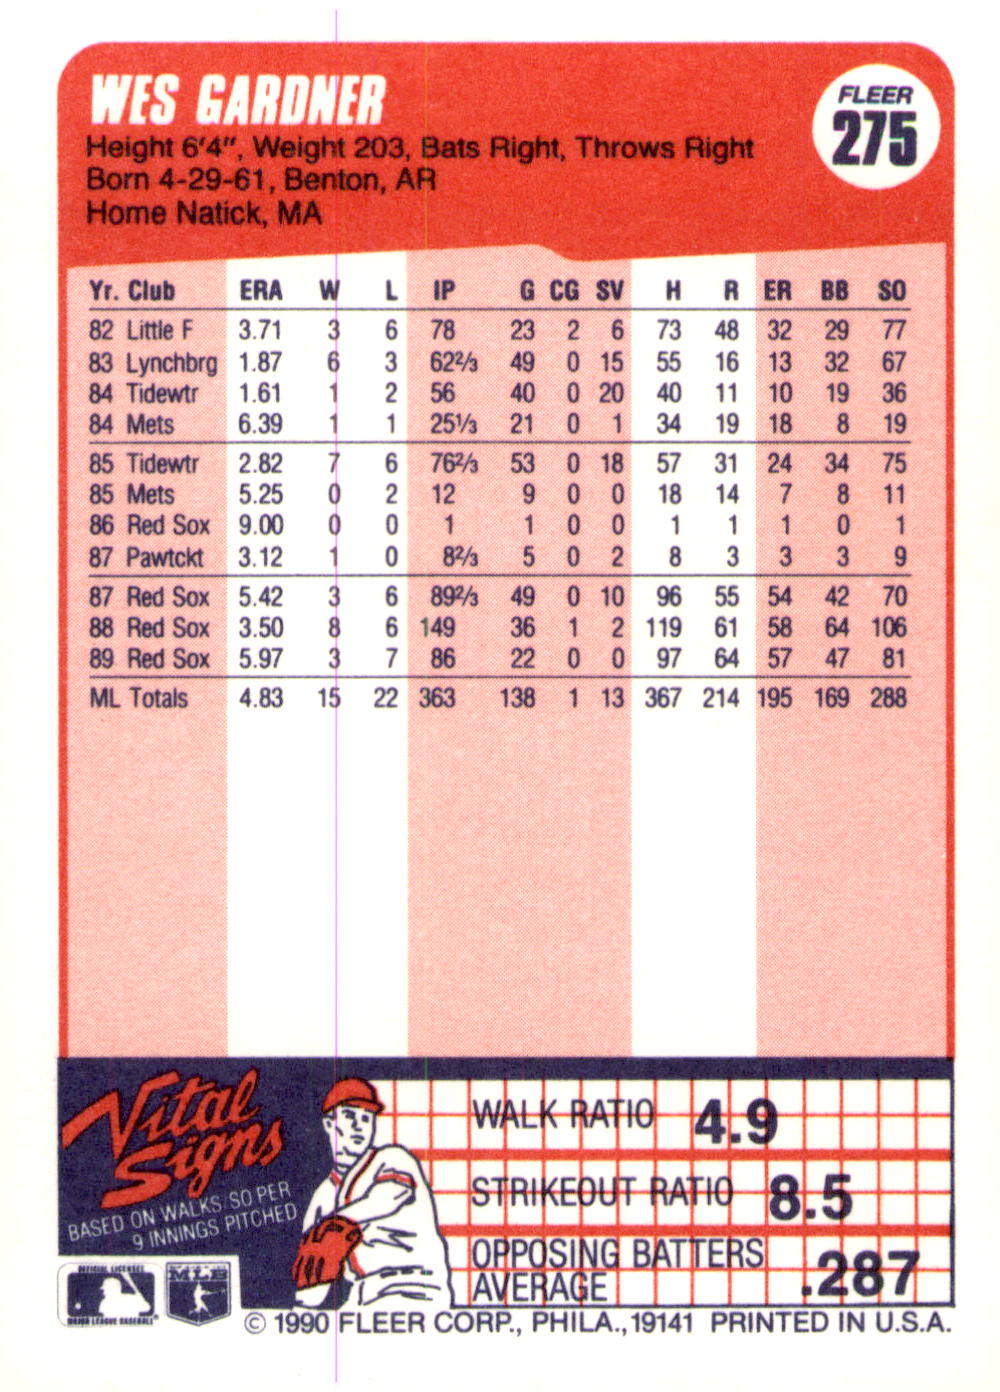 WES GARDNER
FLEER
275
Height 6'4", Weight 203, Bats Right, Throws Right
Born 4-29-61, Benton, AR
Home Natick, MA
Yr. Club ERA W L IP G CG SV H R ER BB SO
82 Little F 3.71 3 6 78 23 2 6 73 48 32 29 77
83 Lynchbrg 1.87 6 3 62⅔ 49 0 15 55 16 13 32 67
84 Tidewtr 1.61 1 2 56 40 0 20 40 11 10 19 36
84 Mets 6.39 1 1 25⅓ 21 0 1 34 19 18 8 19
85 Tidewtr 2.82 7 6 76⅔ 53 0 18 57 31 24 34 75
85 Mets 5.25 0 2 12 9 0 0 18 14 7 8 11
86 Red Sox 9.00 0 0 1 1 0 0 1 1 1 0 1
87 Pawtckt 3.12 1 0 8⅔ 5 0 2 8 3 3 3 9
87 Red Sox 5.42 3 6 89⅔ 49 0 10 96 55 54 42 70
88 Red Sox 3.50 8 6 149 36 1 2 119 61 58 64 106
89 Red Sox 5.97 3 7 86 22 0 0 97 64 57 47 81
ML Totals 4.83 15 22 363 138 1 13 367 214 195 169 288
Vital
Signs
BASED ON WALKS, SO PER
9 INNINGS PITCHED
WALK RATIO 4.9
STRIKEOUT RATIO 8.5
OPPOSING BATTERS
AVERAGE .287
OFFICIAL LICENSEE
MAJOR LEAGUE BASEBALL®
MLB
© 1990 FLEER CORP., PHILA., 19141 PRINTED IN U.S.A.